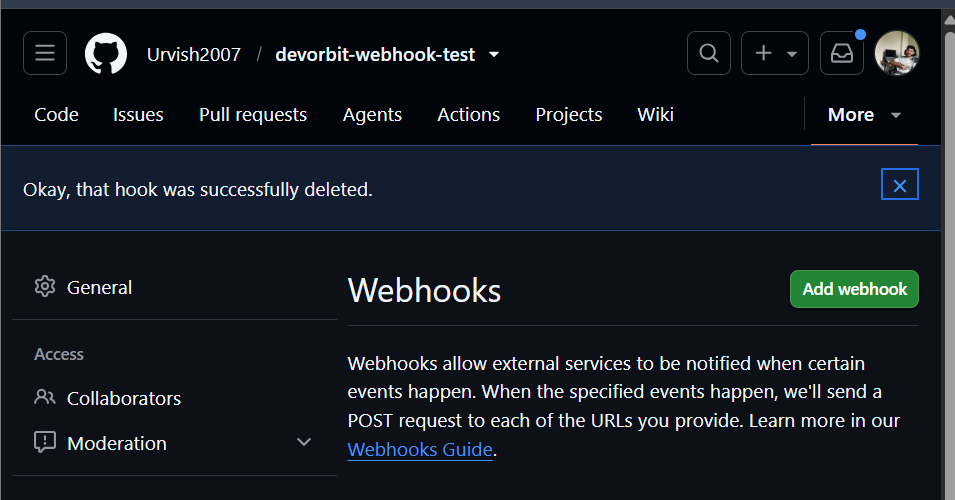 Urvish2007 / devorbit-webhook-test
Code Issues Pull requests Agents Actions Projects Wiki More
Okay, that hook was successfully deleted.
General
Access
Collaborators
Moderation
Webhooks
Add webhook
Webhooks allow external services to be notified when certain
events happen. When the specified events happen, we'll send a
POST request to each of the URLs you provide. Learn more in our
Webhooks Guide.